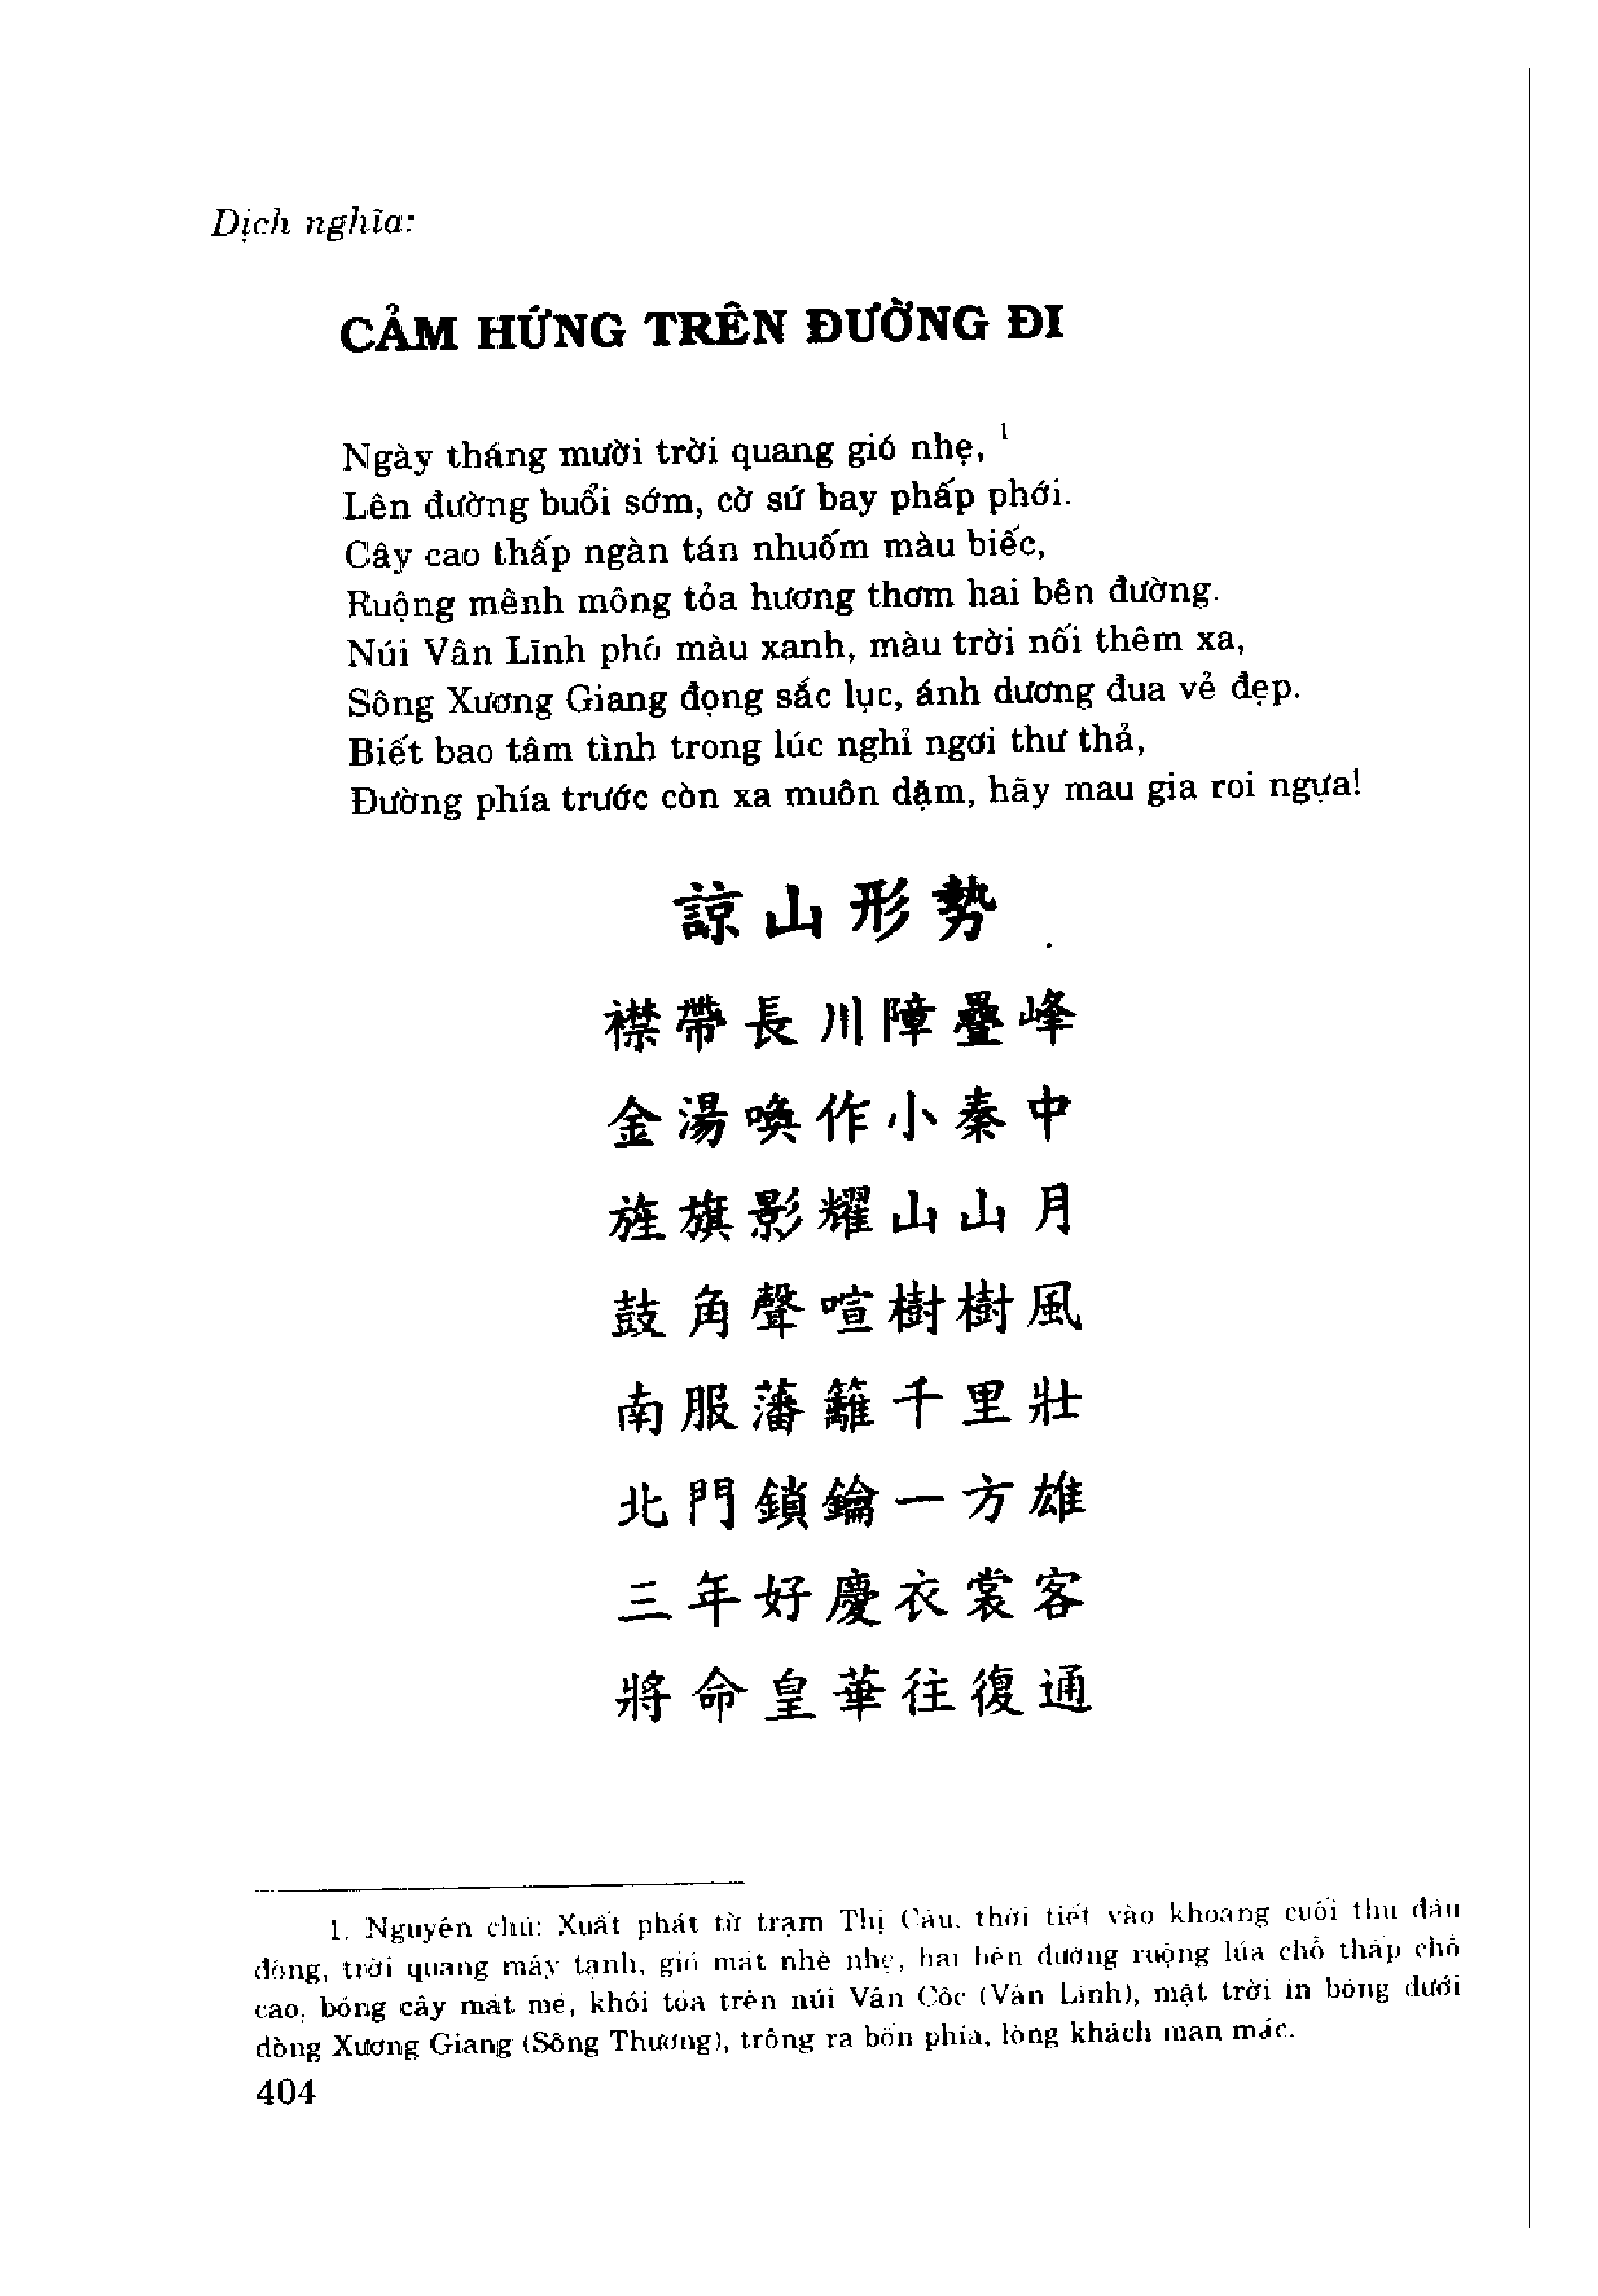 Dịch nghĩa:
CẢM HỨNG TRÊN ĐƯỜNG ĐI
Ngày tháng mười trời quang gió nhẹ, 1
Lên đường buổi sớm, cờ sứ bay phấp phới.
Cây cao thấp ngàn tán nhuốm màu biếc,
Ruộng mênh mông tỏa hương thơm hai bên đường.
Núi Vân Lĩnh phô màu xanh, màu trời nối thêm xa,
Sông Xương Giang đọng sắc lục, ánh dương đua vẻ đẹp.
Biết bao tâm tình trong lúc nghỉ ngơi thư thả,
Đường phía trước còn xa muôn dặm, hãy mau gia roi ngựa!
諒山形勢
襟帶長川障疊峰
金湯喚作小秦中
旌旗影耀山山月
鼓角聲喧樹樹風
南服藩籬千里壯
北門鎖鑰一方雄
三年好慶衣裳客
將命皇華往復通
1. Nguyên chú: Xuất phát từ trạm Thị Cầu, thời tiết vào khoảng cuối thu đầu
đông, trời quang mây tạnh, gió mát nhè nhẹ, hai bên đường ruộng lúa chỗ thấp chỗ
cao, bóng cây mát mẻ, khói tỏa trên núi Vân Cốc (Vân Lĩnh), mặt trời in bóng dưới
dòng Xương Giang (Sông Thương), trông ra bốn phía, lòng khách man mác.
404